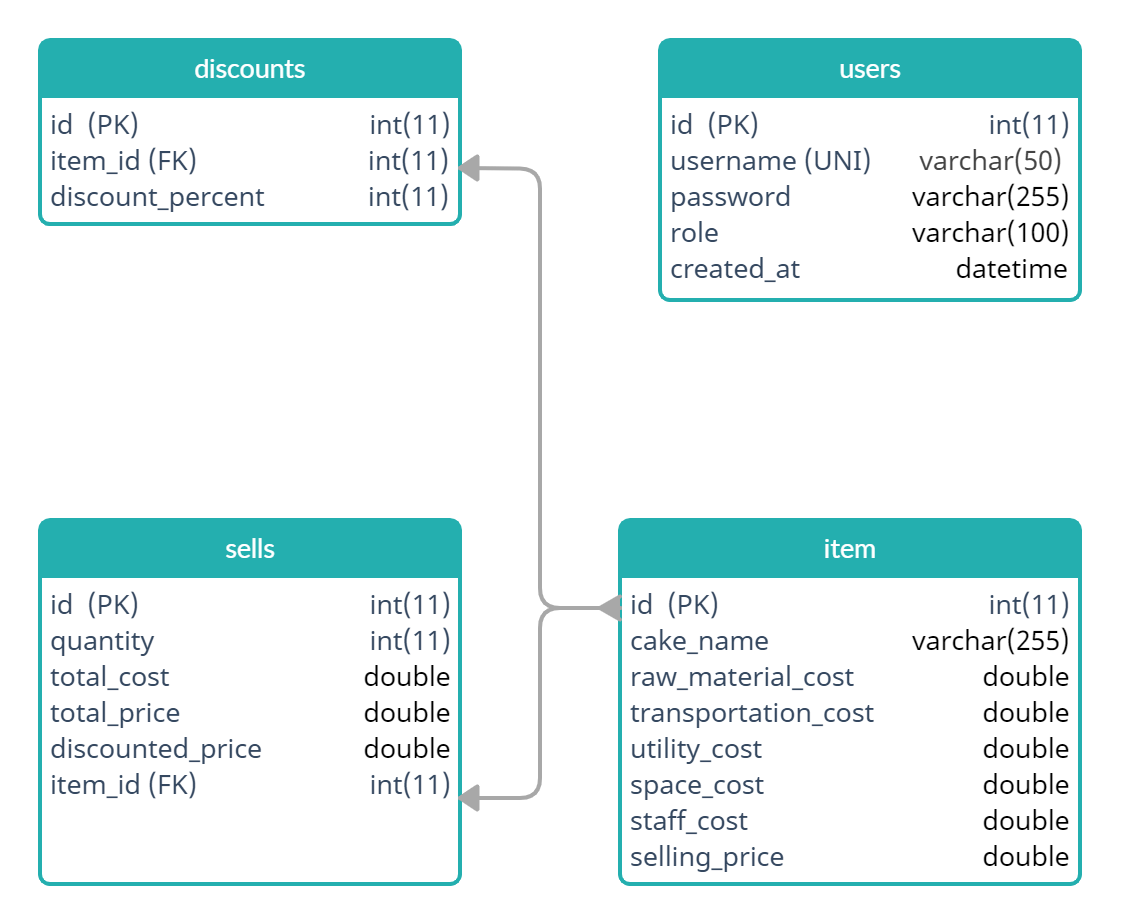 discounts
id (PK) int(11)
item_id (FK) int(11)
discount_percent int(11)
users
id (PK) int(11)
username (UNI) varchar(50)
password varchar(255)
role varchar(100)
created_at datetime
sells
id (PK) int(11)
quantity int(11)
total_cost double
total_price double
discounted_price double
item_id (FK) int(11)
item
id (PK) int(11)
cake_name varchar(255)
raw_material_cost double
transportation_cost double
utility_cost double
space_cost double
staff_cost double
selling_price double